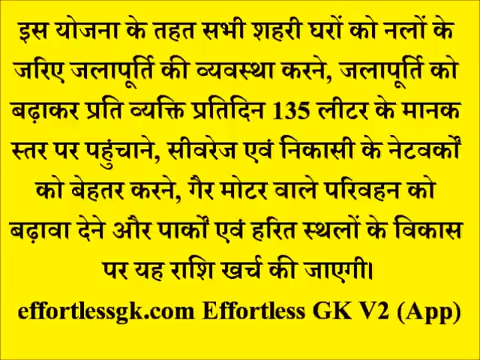 इस योजना के तहत सभी शहरी घरों को नलों के
जरिए जलापूर्ति की व्यवस्था करने, जलापूर्ति को
बढ़ाकर प्रति व्यक्ति प्रतिदिन 135 लीटर के मानक
स्तर पर पहुंचाने, सीवरेज एवं निकासी के नेटवर्कों
को बेहतर करने, गैर मोटर वाले परिवहन को
बढ़ावा देने और पार्कों एवं हरित स्थलों के विकास
पर यह राशि खर्च की जाएगी।
effortlessgk.com Effortless GK V2 (App)